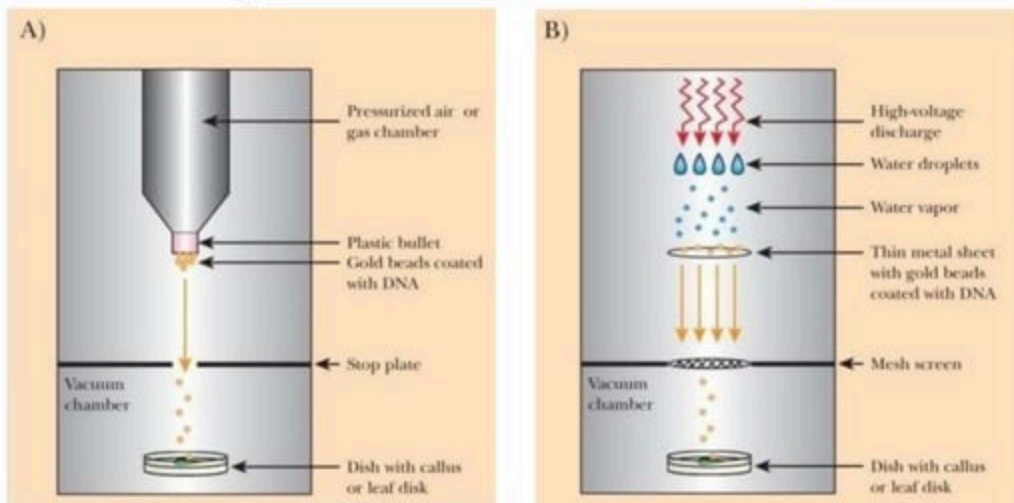 A)
Pressurized air or
gas chamber
Plastic bullet
Gold beads coated
with DNA
Stop plate
Vacuum
chamber
Dish with callus
or leaf disk
B)
High-voltage
discharge
Water droplets
Water vapor
Thin metal sheet
with gold beads
coated with DNA
Mesh screen
Vacuum
chamber
Dish with callus
or leaf disk